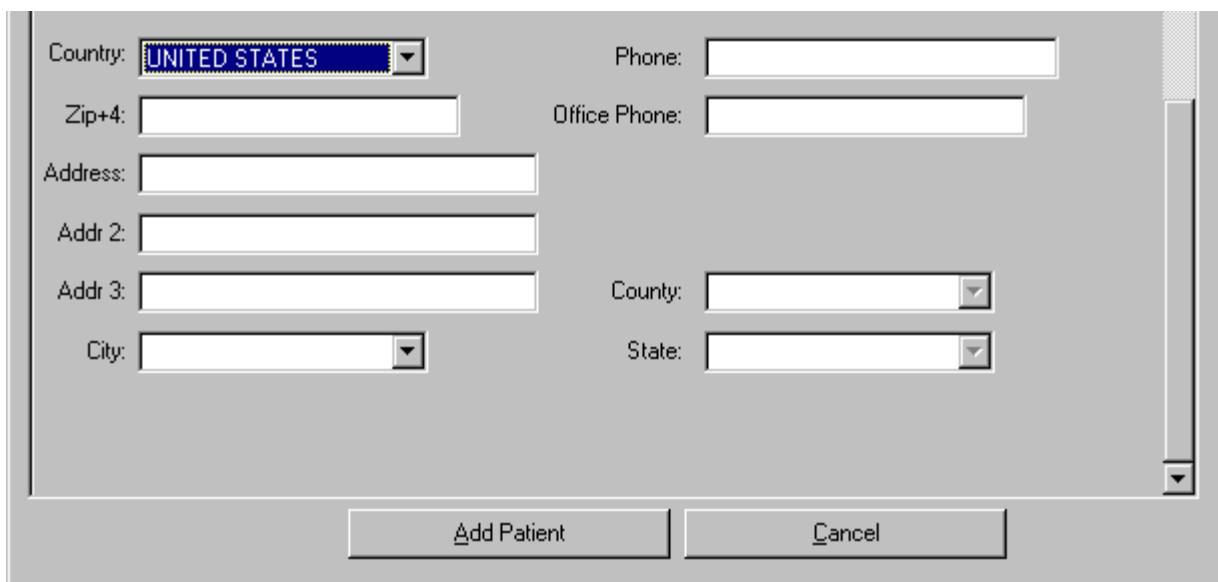 Country: UNITED STATES Phone:
Zip+4: Office Phone:
Address:
Addr 2:
Addr 3: County:
City: State:
Add Patient Cancel